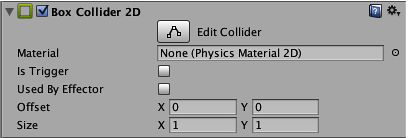 Box Collider 2D
Edit Collider
Material None (Physics Material 2D)
Is Trigger
Used By Effector
Offset X 0 Y 0
Size X 1 Y 1